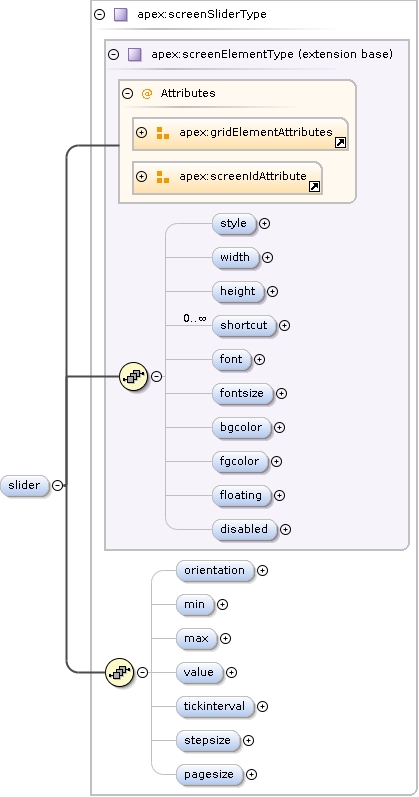 apex:screenSliderType
apex:screenElementType (extension base)
@ Attributes
apex:gridElementAttributes
apex:screenIdAttribute
style
width
height
0..∞
shortcut
font
fontsize
bgcolor
fgcolor
floating
slider
disabled
orientation
min
max
value
tickinterval
stepsize
pagesize